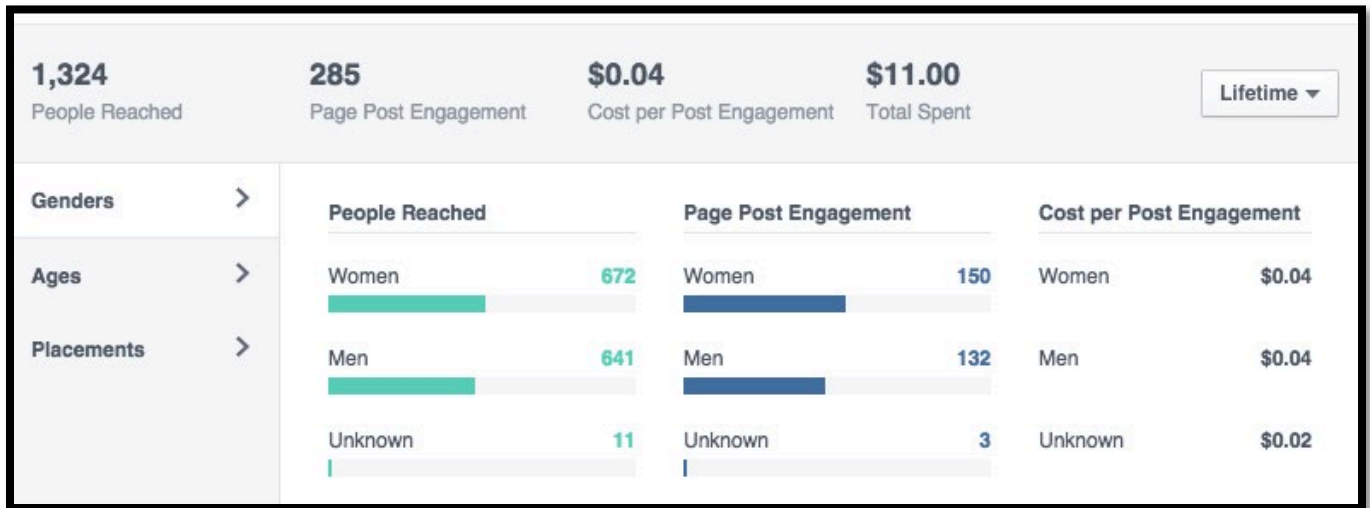 1,324 285 $0.04 $11.00
People Reached Page Post Engagement Cost per Post Engagement Total Spent
Lifetime
Genders
Ages
Placements
People Reached Page Post Engagement Cost per Post Engagement
Women 672 Women 150 Women $0.04
Men 641 Men 132 Men $0.04
Unknown 11 Unknown 3 Unknown $0.02